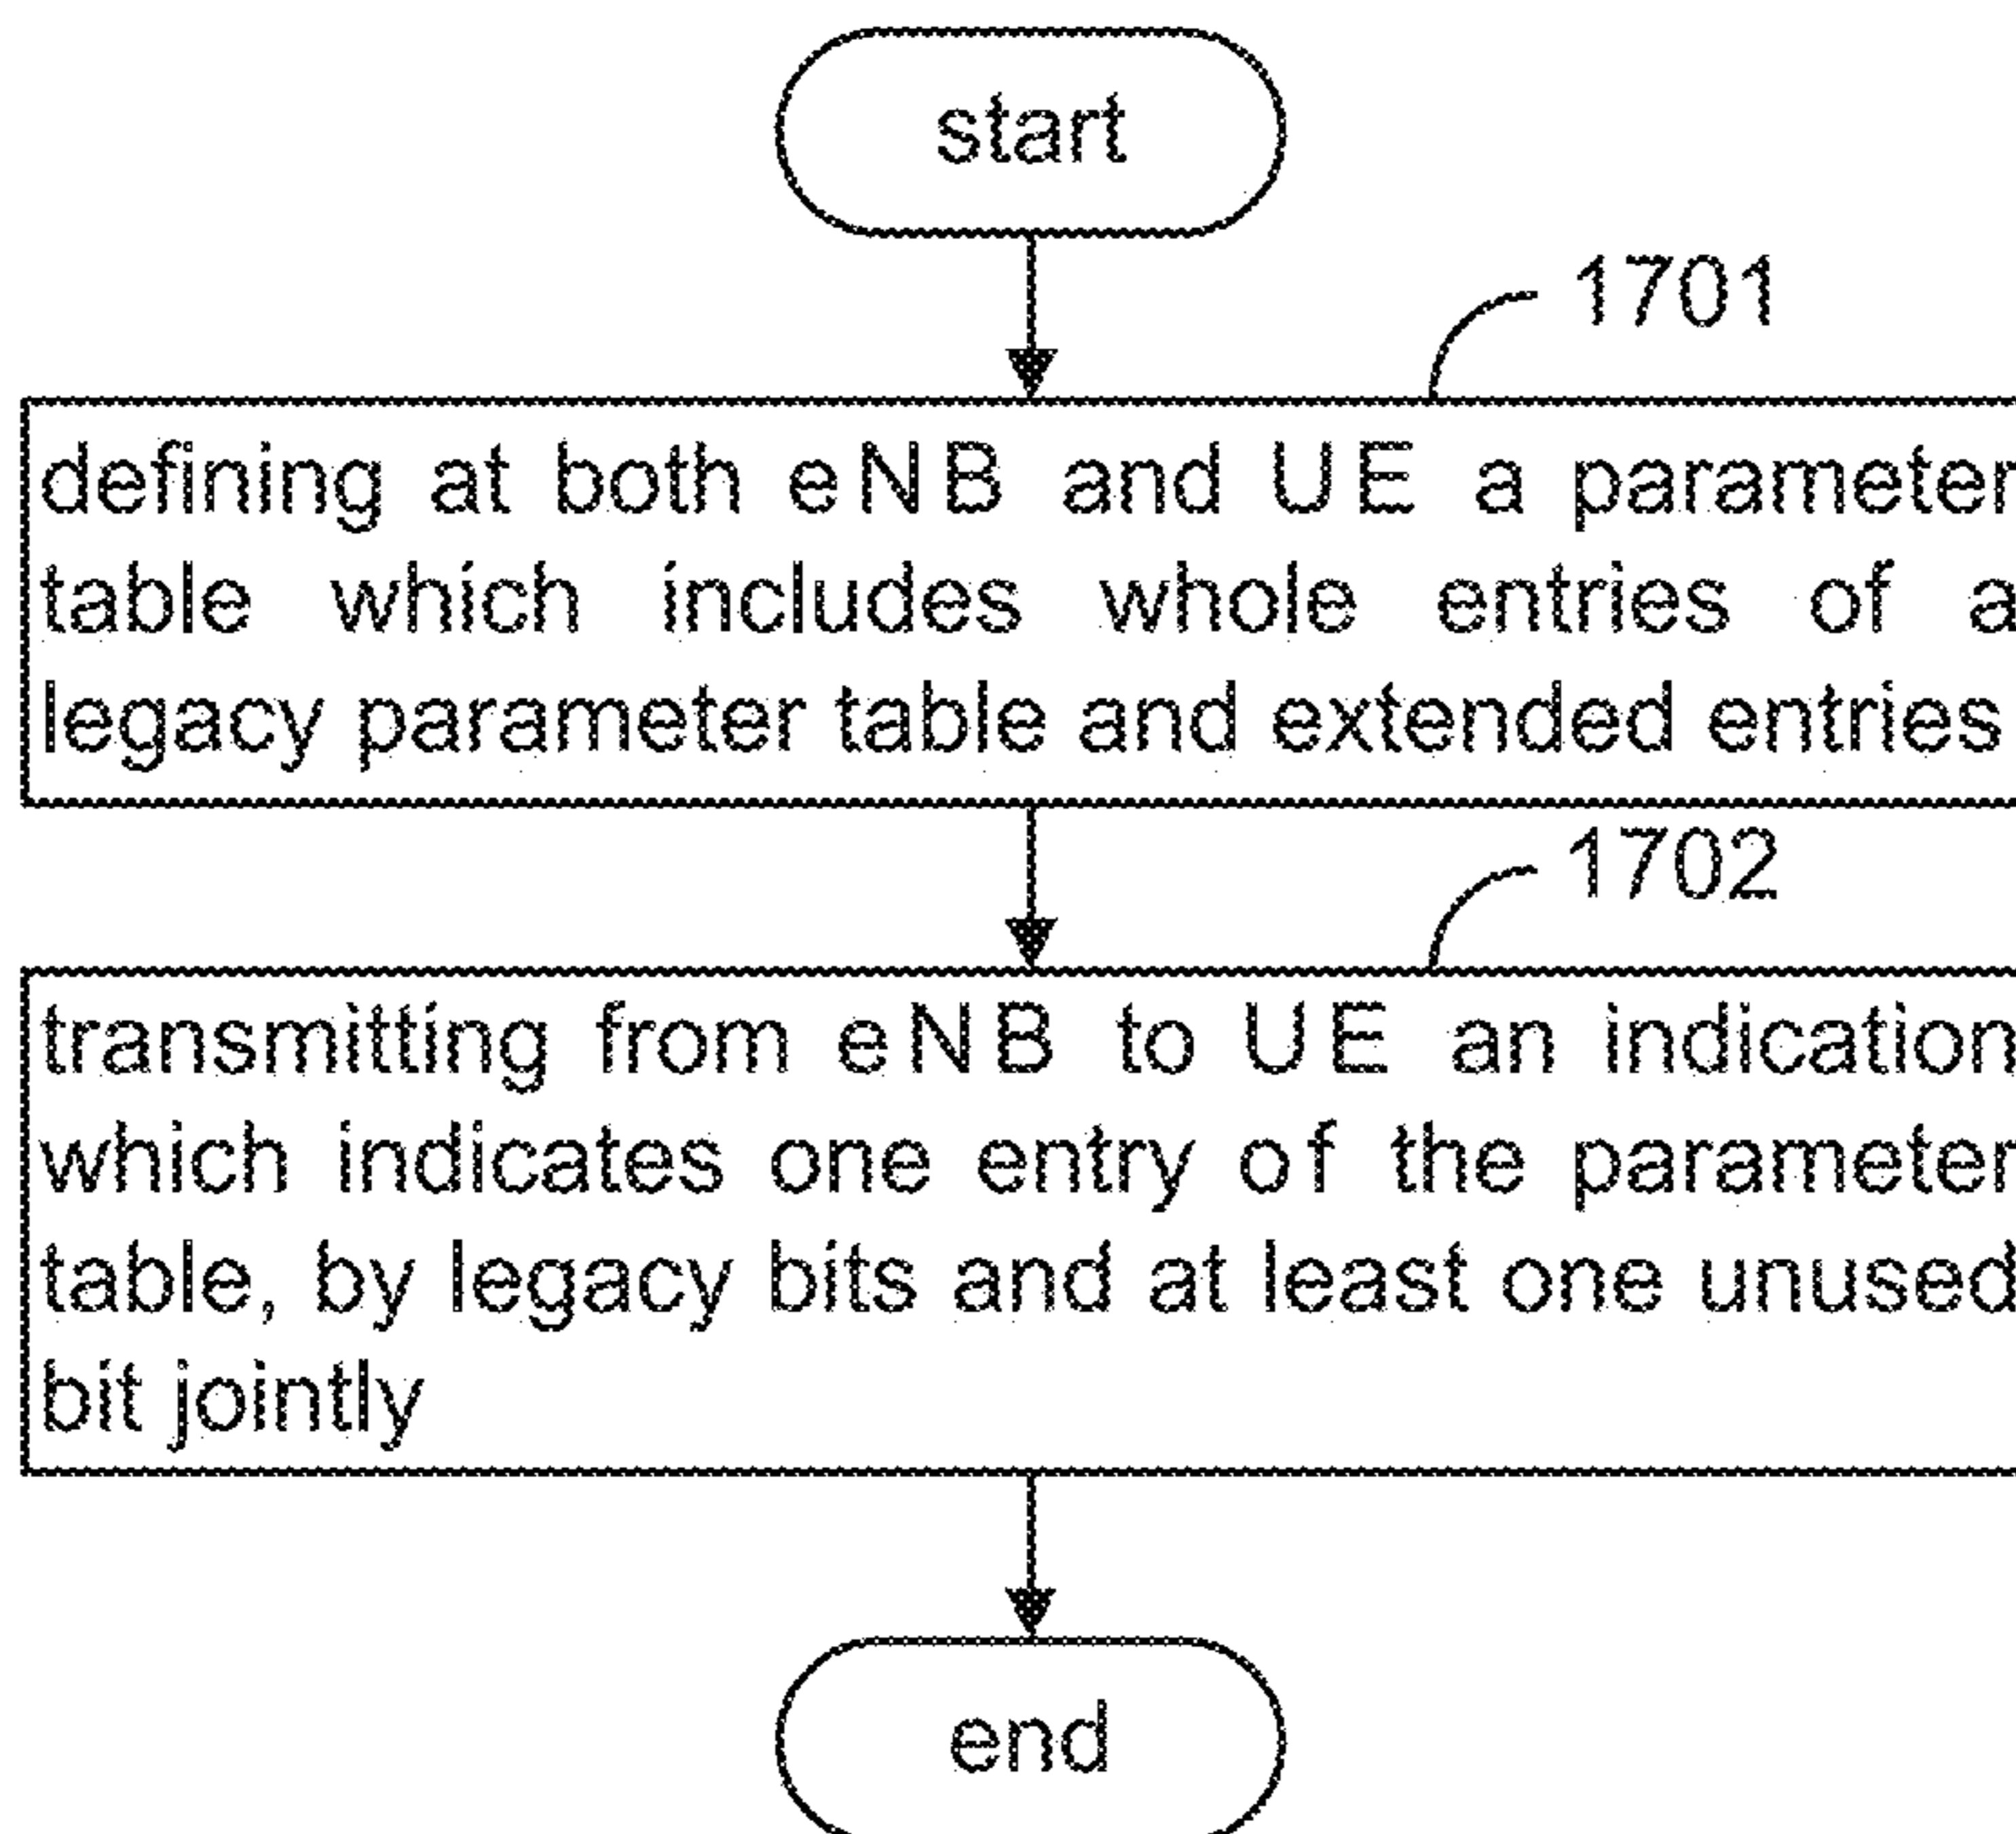 start
1701
defining at both eNB and UE a parameter
table which includes whole entries of a
legacy parameter table and extended entries
1702
transmitting from eNB to UE an indication
which indicates one entry of the parameter
table, by legacy bits and at least one unused
bit jointly
end